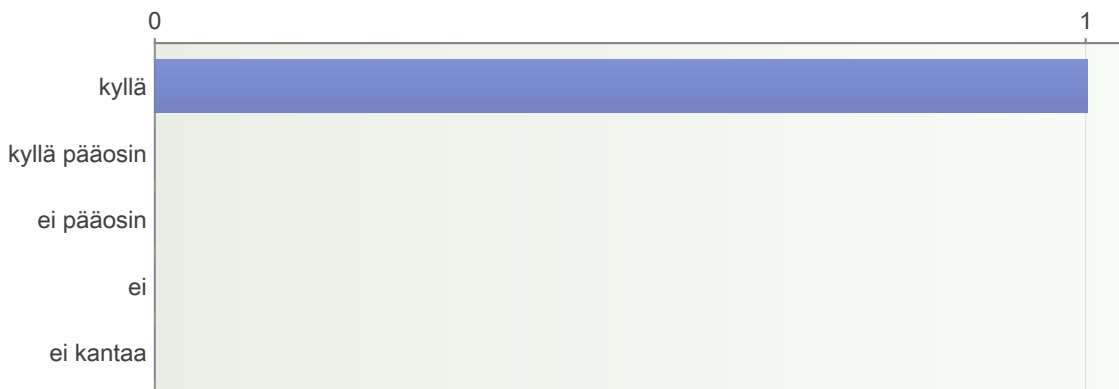 0 1
kyllä
kyllä pääosin
ei pääosin
ei
ei kantaa